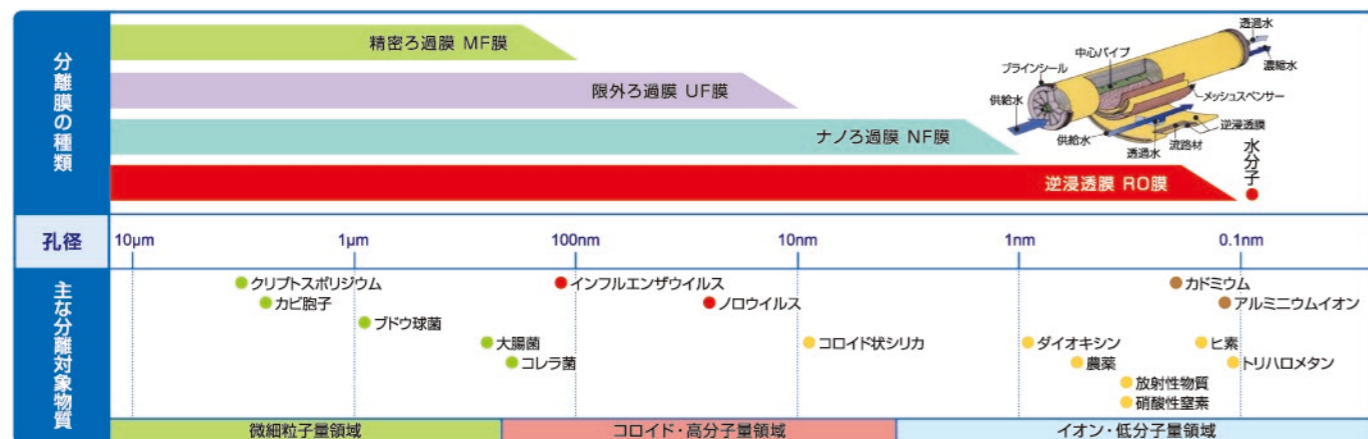 分離膜の種類
精密ろ過膜 MF膜
限外ろ過膜 UF膜
ナノろ過膜 NF膜
逆浸透膜 RO膜
透過水
濃縮水
中心パイプ
ブラインシール
メッシュスペンサー
供給水
逆浸透膜
流路材
供給水
透過水
水分子
孔径
10μm
1μm
100nm
10nm
1nm
0.1nm
主な分離対象物質
クリプトスポリジウム
インフルエンザウイルス
カドミウム
カビ胞子
ノロウイルス
アルミニウムイオン
ブドウ球菌
大腸菌
コロイド状シリカ
ダイオキシン
ヒ素
コレラ菌
農薬
トリハロメタン
放射性物質
硝酸性窒素
微細粒子量領域
コロイド・高分子量領域
イオン・低分子量領域